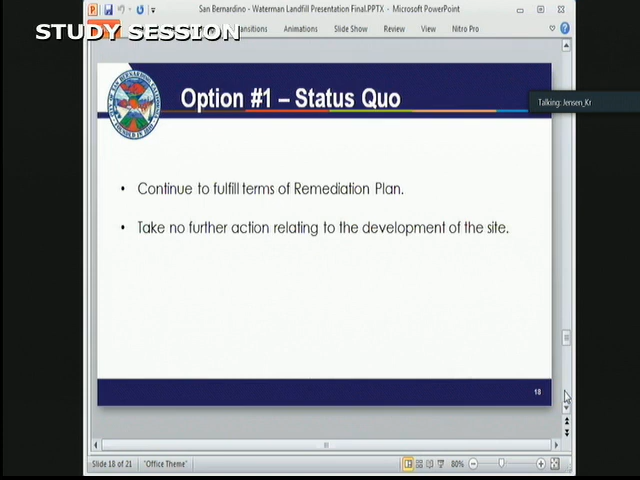 San Bernardino - Waterman Landfill Presentation Final.PPTX - Microsoft PowerPoint
STUDY SESSION
Animations Slide Show Review View Nitro Pro
Option #1 – Status Quo
Talking: Jensen_Kr
• Continue to fulfill terms of Remediation Plan.
• Take no further action relating to the development of the site.
18
Slide 18 of 21 "Office Theme" 80%